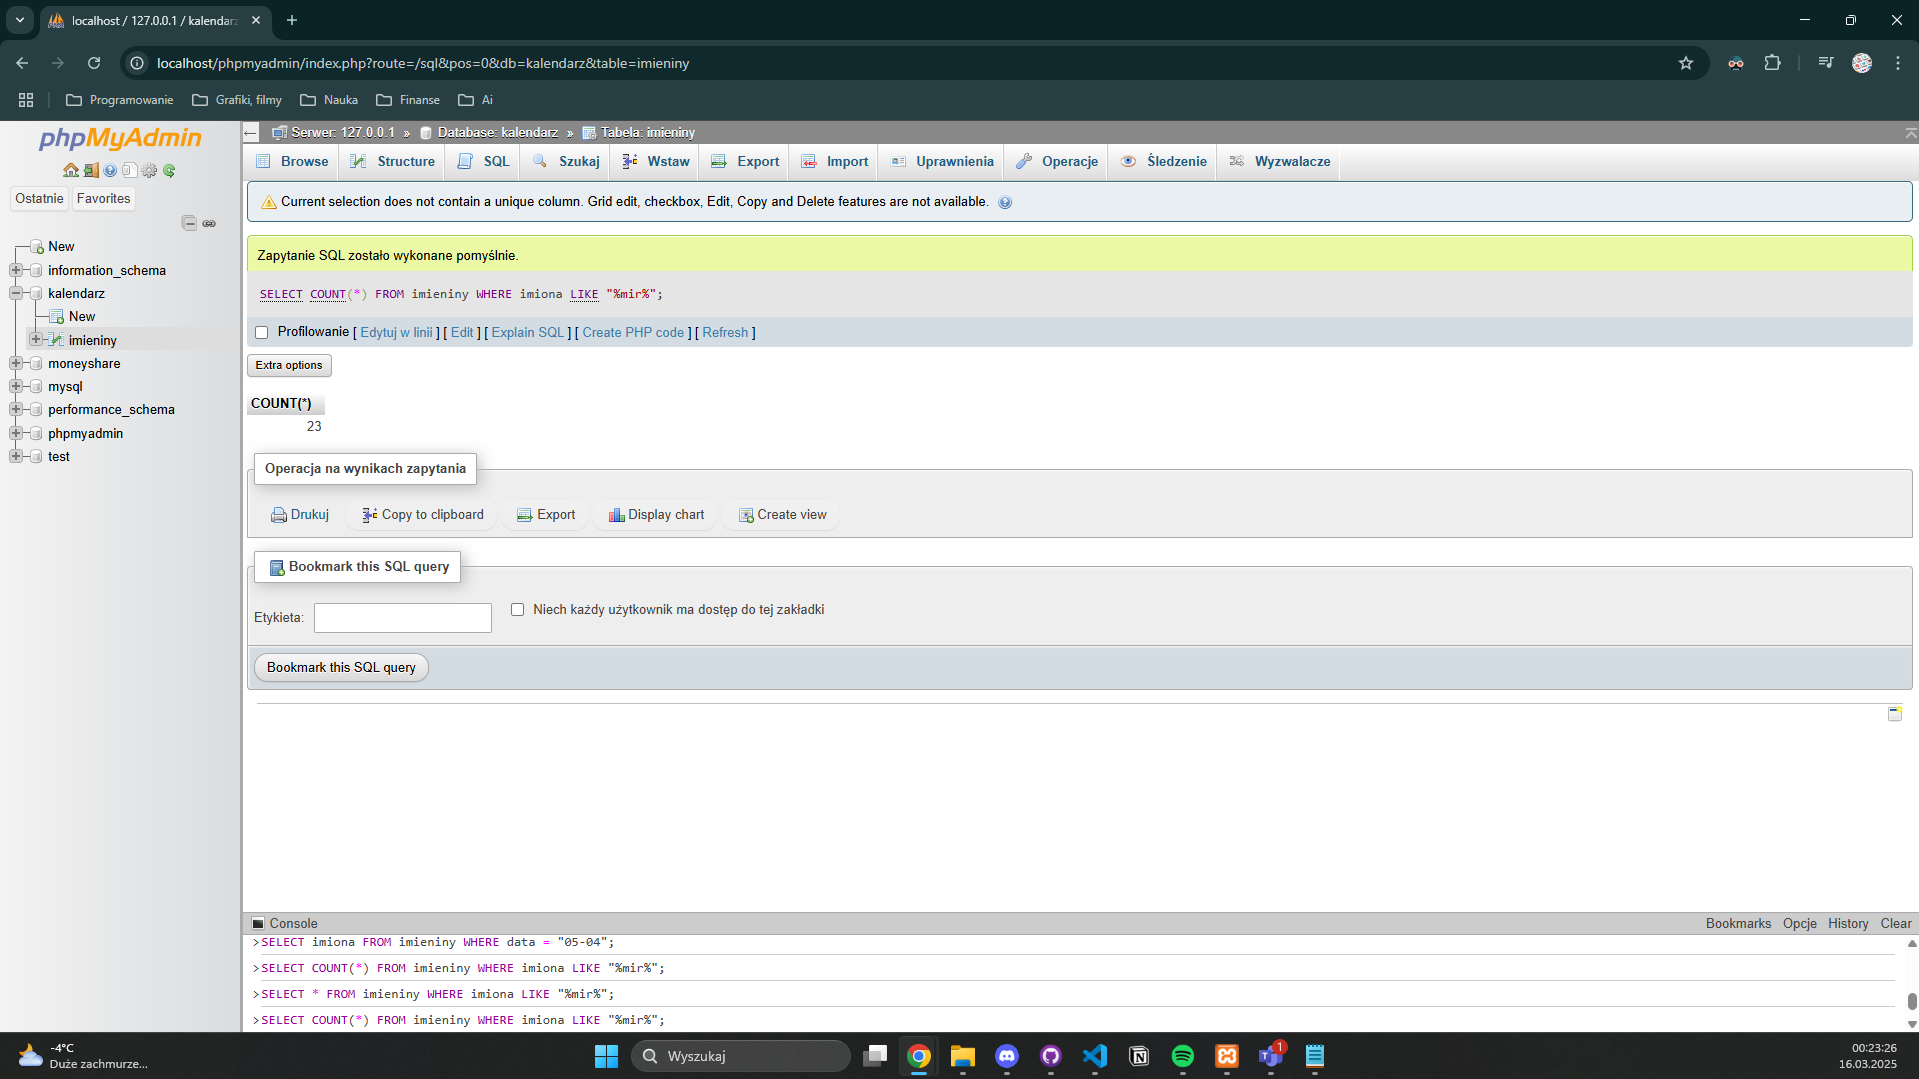 localhost / 127.0.0.1 / kalendarz
localhost/phpmyadmin/index.php?route=/sql&pos=0&db=kalendarz&table=imieniny
Programowanie
Grafiki, filmy
Nauka
Finanse
Ai
phpMyAdmin
Ostatnie
Favorites
New
information_schema
kalendarz
New
imieniny
moneyshare
mysql
performance_schema
phpmyadmin
test
Serwer: 127.0.0.1 » Database: kalendarz » Tabela: imieniny
Browse
Structure
SQL
Szukaj
Wstaw
Export
Import
Uprawnienia
Operacje
Śledzenie
Wyzwalacze
Current selection does not contain a unique column. Grid edit, checkbox, Edit, Copy and Delete features are not available.
Zapytanie SQL zostało wykonane pomyślnie.
SELECT COUNT(*) FROM imieniny WHERE imiona LIKE "%mir%";
Profilowanie [ Edytuj w linii ] [ Edit ] [ Explain SQL ] [ Create PHP code ] [ Refresh ]
Extra options
COUNT(*)
23
Operacja na wynikach zapytania
Drukuj
Copy to clipboard
Export
Display chart
Create view
Bookmark this SQL query
Etykieta:
Niech każdy użytkownik ma dostęp do tej zakładki
Bookmark this SQL query
Console
Bookmarks
Opcje
History
Clear
>SELECT imiona FROM imieniny WHERE data = "05-04";
>SELECT COUNT(*) FROM imieniny WHERE imiona LIKE "%mir%";
>SELECT * FROM imieniny WHERE imiona LIKE "%mir%";
>SELECT COUNT(*) FROM imieniny WHERE imiona LIKE "%mir%";
-4°C
Duże zachmurze...
Wyszukaj
1
00:23:26
16.03.2025